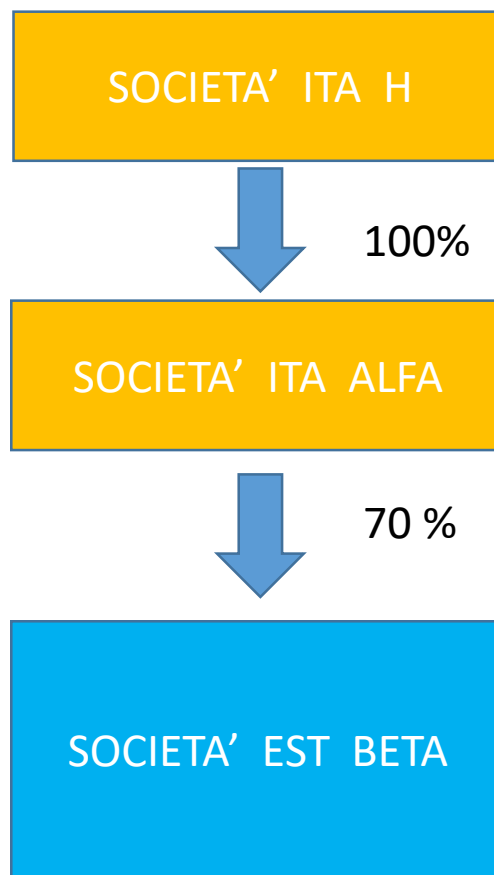 SOCIETA’ ITA H
100%
SOCIETA’ ITA ALFA
70 %
SOCIETA’ EST BETA